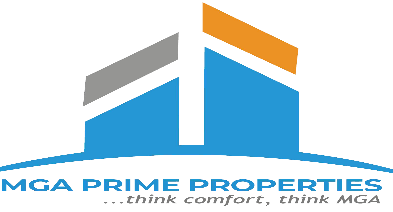 MGA PRIME PROPERTIES
...think comfort, think MGA